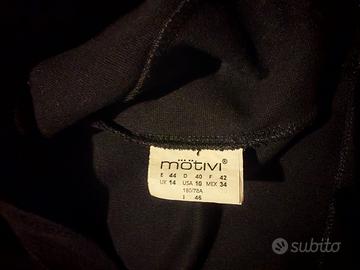 mötivi®
E 44 D 40 F 42
UK 14 USA 10 MEX 34
180/78A
I 46
subito